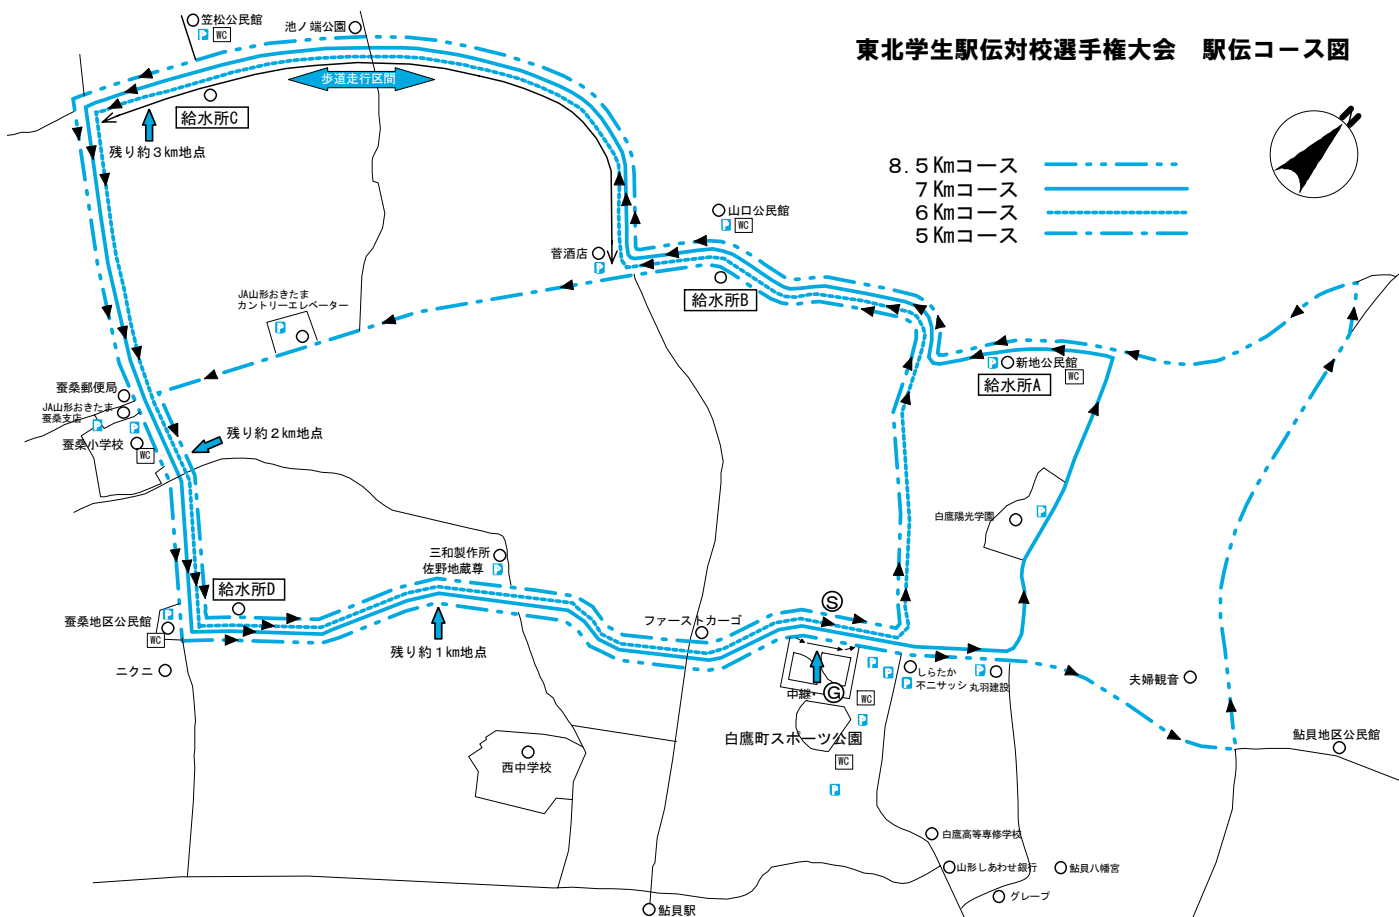 東北学生駅伝対校選手権大会　駅伝コース図
N
8.5Kmコース
7Kmコース
6Kmコース
5Kmコース
笠松公民館
P WC
池ノ端公園
歩道走行区間
給水所C
残り約3km地点
山口公民館
P WC
菅酒店
P
給水所B
JA山形おきたま
カントリーエレベーター
P
新地公民館
P
給水所A
WC
蚕桑郵便局
JA山形おきたま
蚕桑支店
P P
蚕桑小学校
WC
残り約2km地点
白鷹陽光学園
P
三和製作所
佐野地蔵尊
P
給水所D
P
蚕桑地区公民館
WC
ニクニ
残り約1km地点
ファーストカーゴ
S
中継・G
WC
P
P
P
しらたか
不二サッシ
P
丸羽建設
P
夫婦観音
鮎貝地区公民館
白鷹町スポーツ公園
WC
P
西中学校
白鷹高等専修学校
山形しあわせ銀行
鮎貝八幡宮
グレープ
鮎貝駅